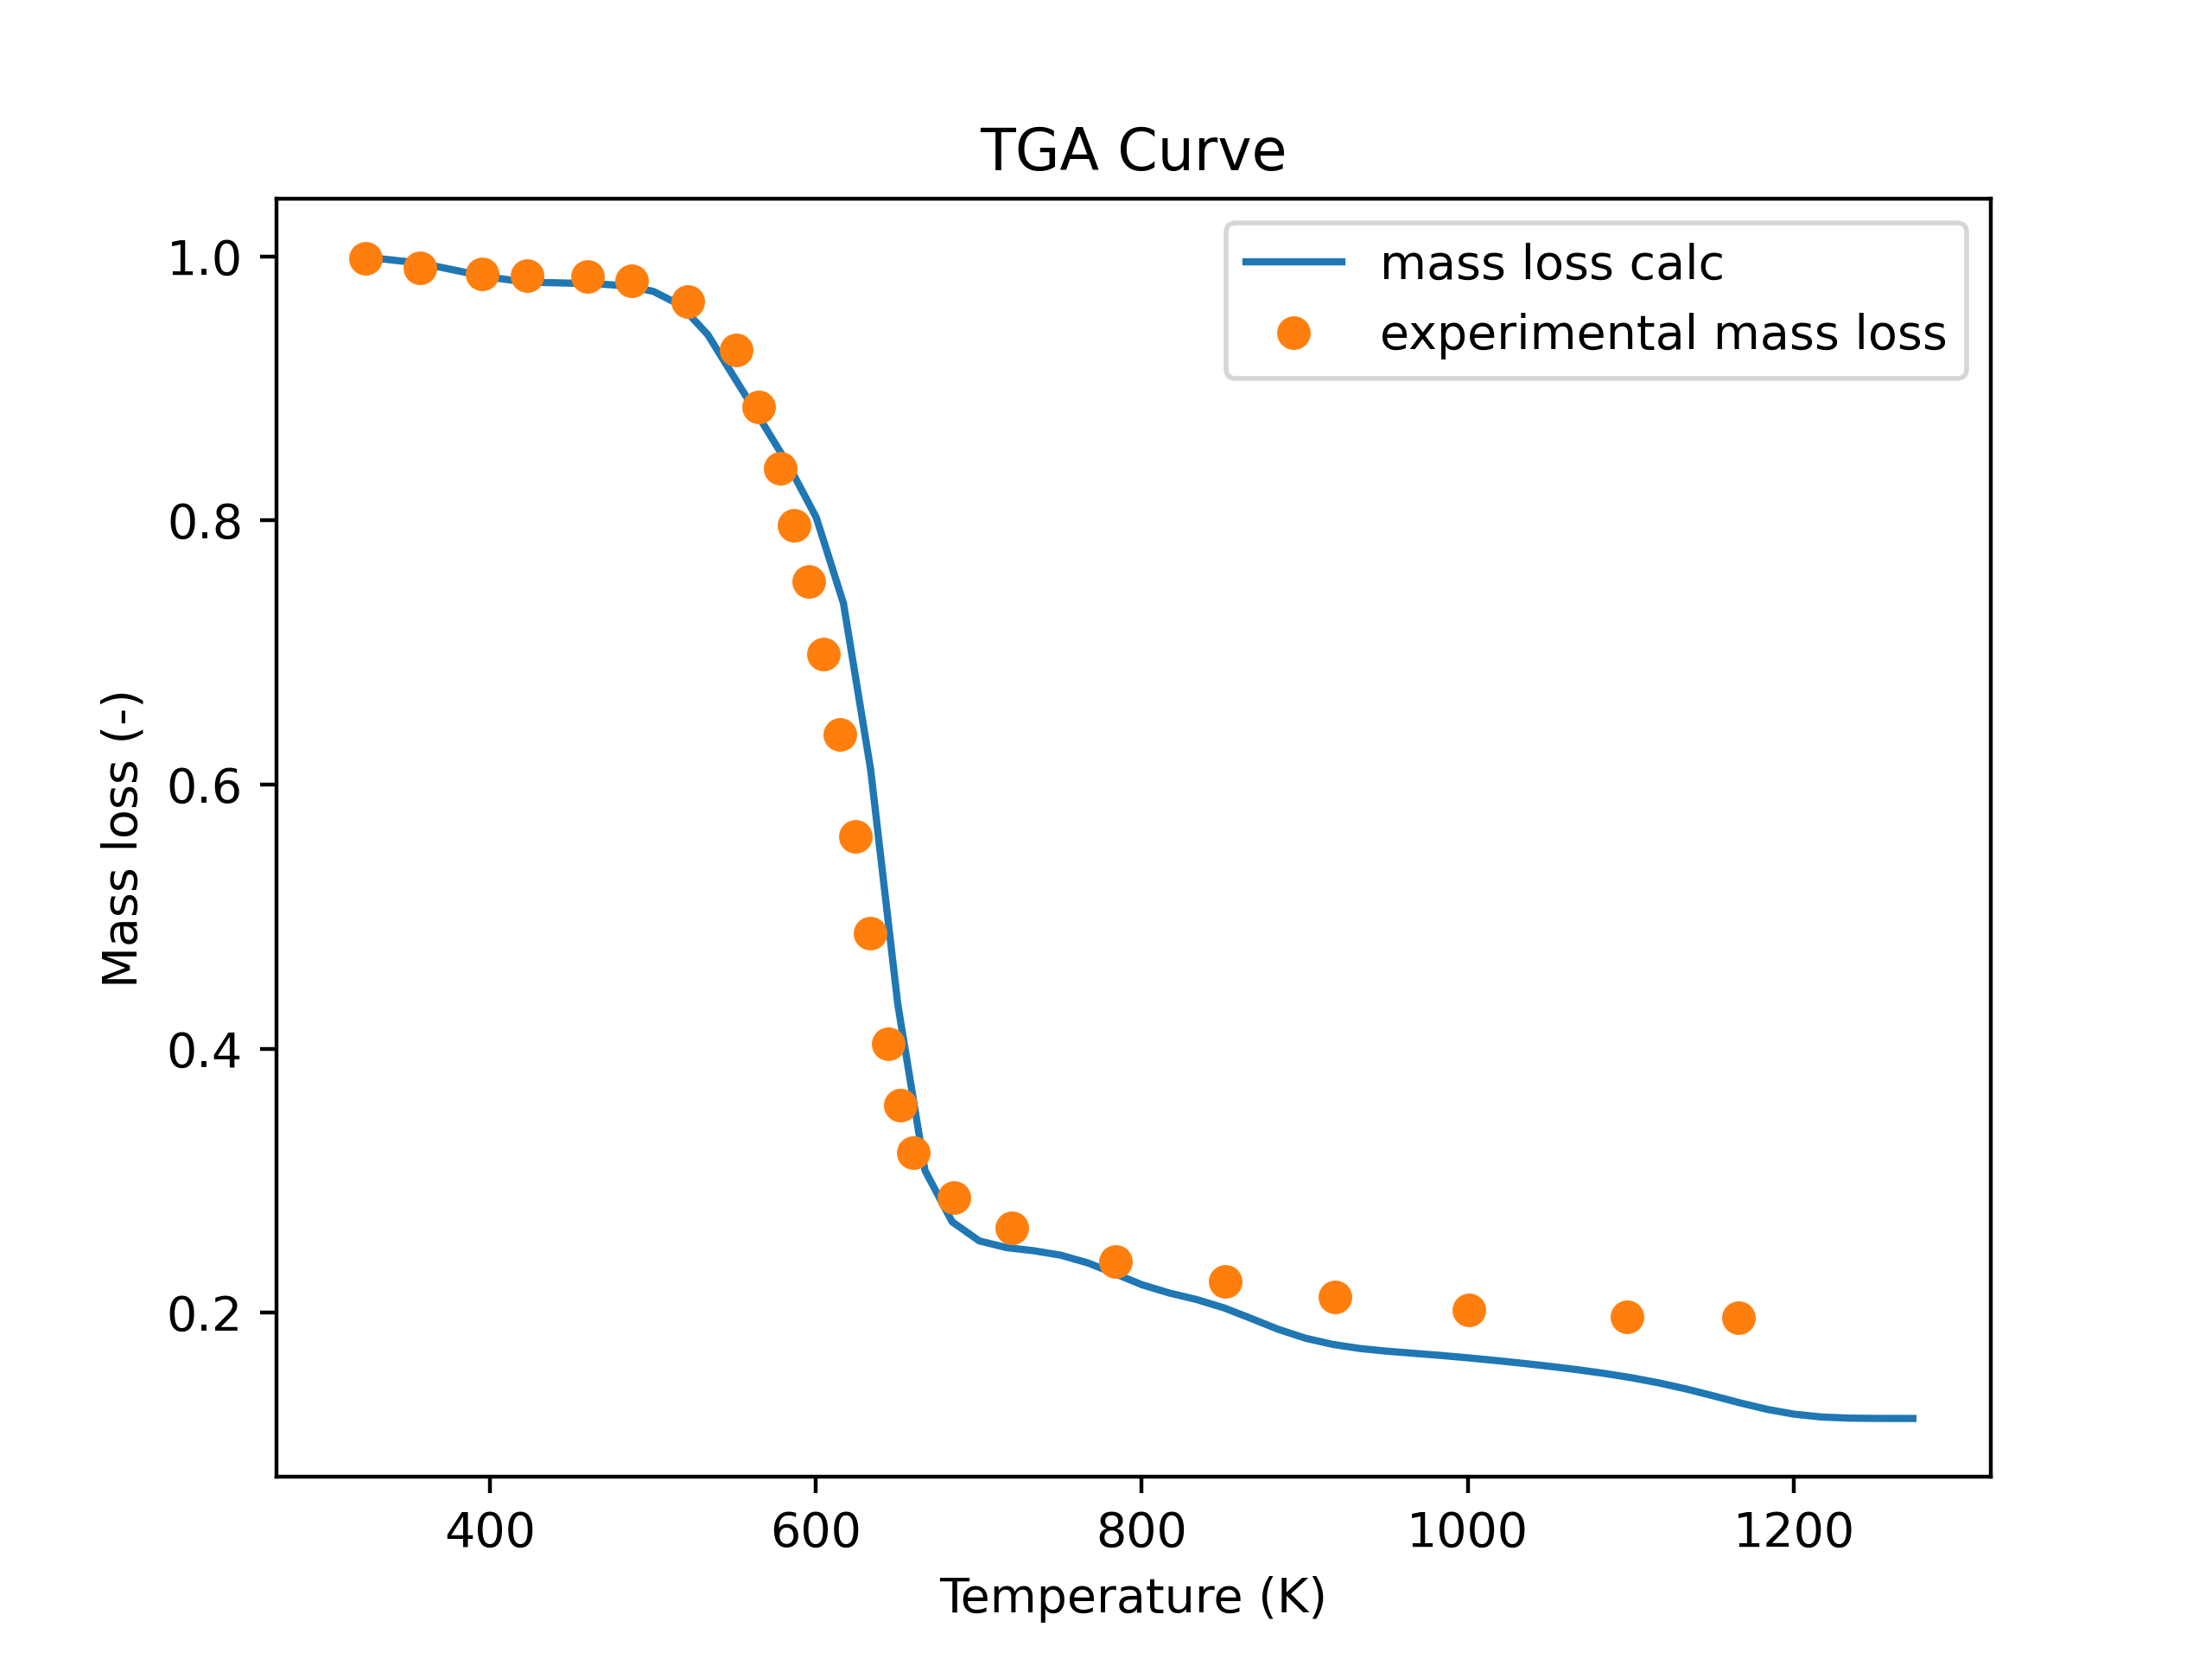 TGA Curve
mass loss calc
experimental mass loss
1.0
0.8
0.6
0.4
0.2
Mass loss (-)
400 600 800 1000 1200
Temperature (K)